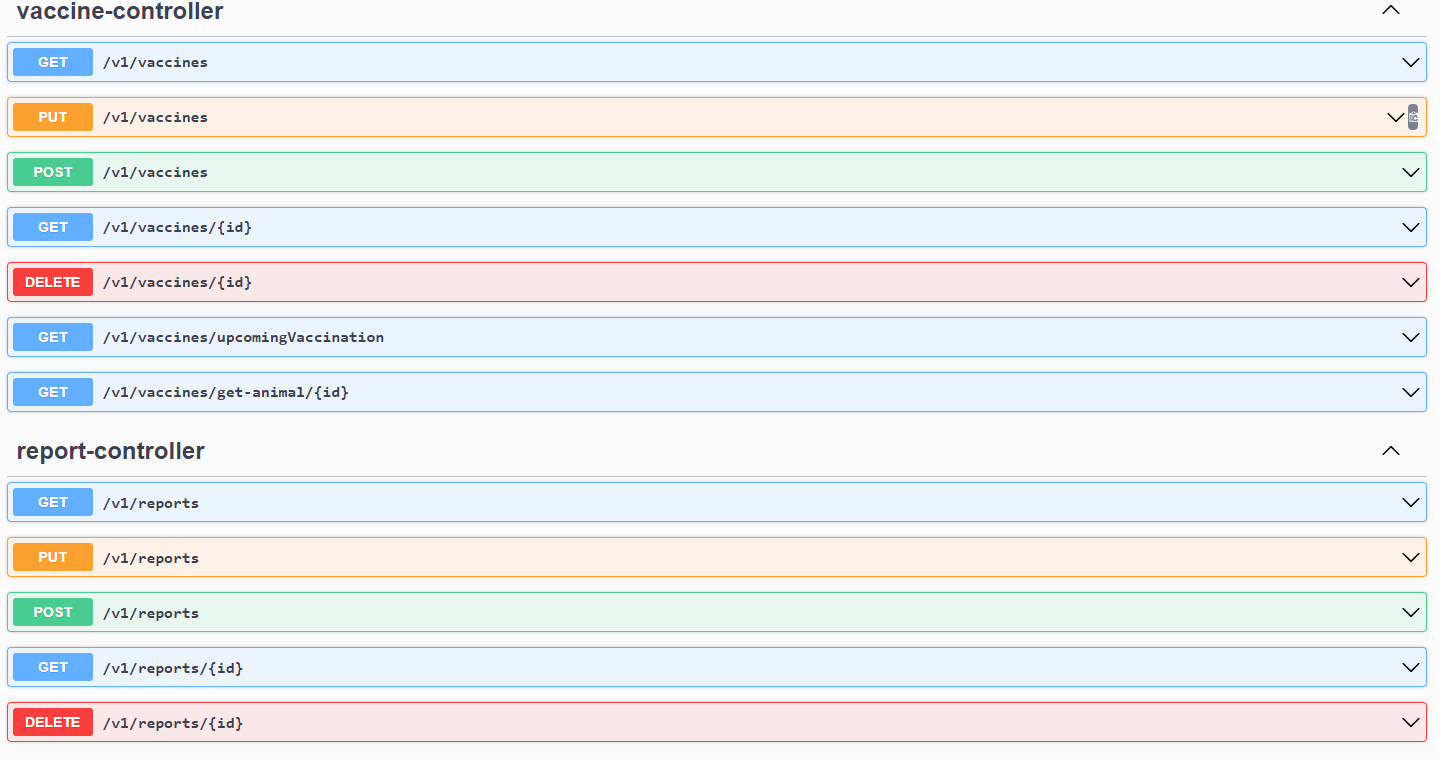 vaccine-controller
GET /v1/vaccines
PUT /v1/vaccines
POST /v1/vaccines
GET /v1/vaccines/{id}
DELETE /v1/vaccines/{id}
GET /v1/vaccines/upcomingVaccination
GET /v1/vaccines/get-animal/{id}
report-controller
GET /v1/reports
PUT /v1/reports
POST /v1/reports
GET /v1/reports/{id}
DELETE /v1/reports/{id}